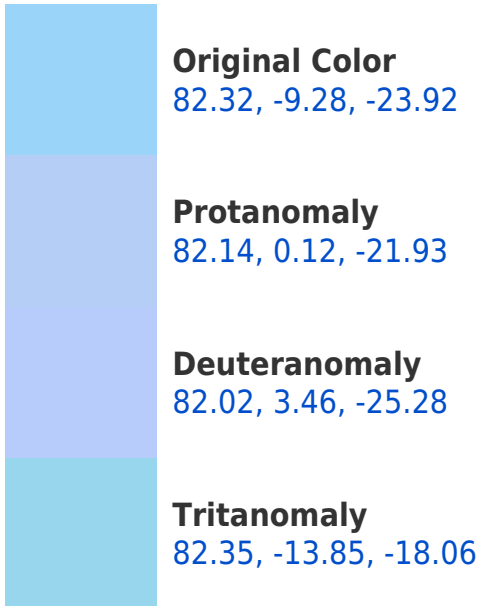 Original Color
82.32, -9.28, -23.92
Protanomaly
82.14, 0.12, -21.93
Deuteranomaly
82.02, 3.46, -25.28
Tritanomaly
82.35, -13.85, -18.06